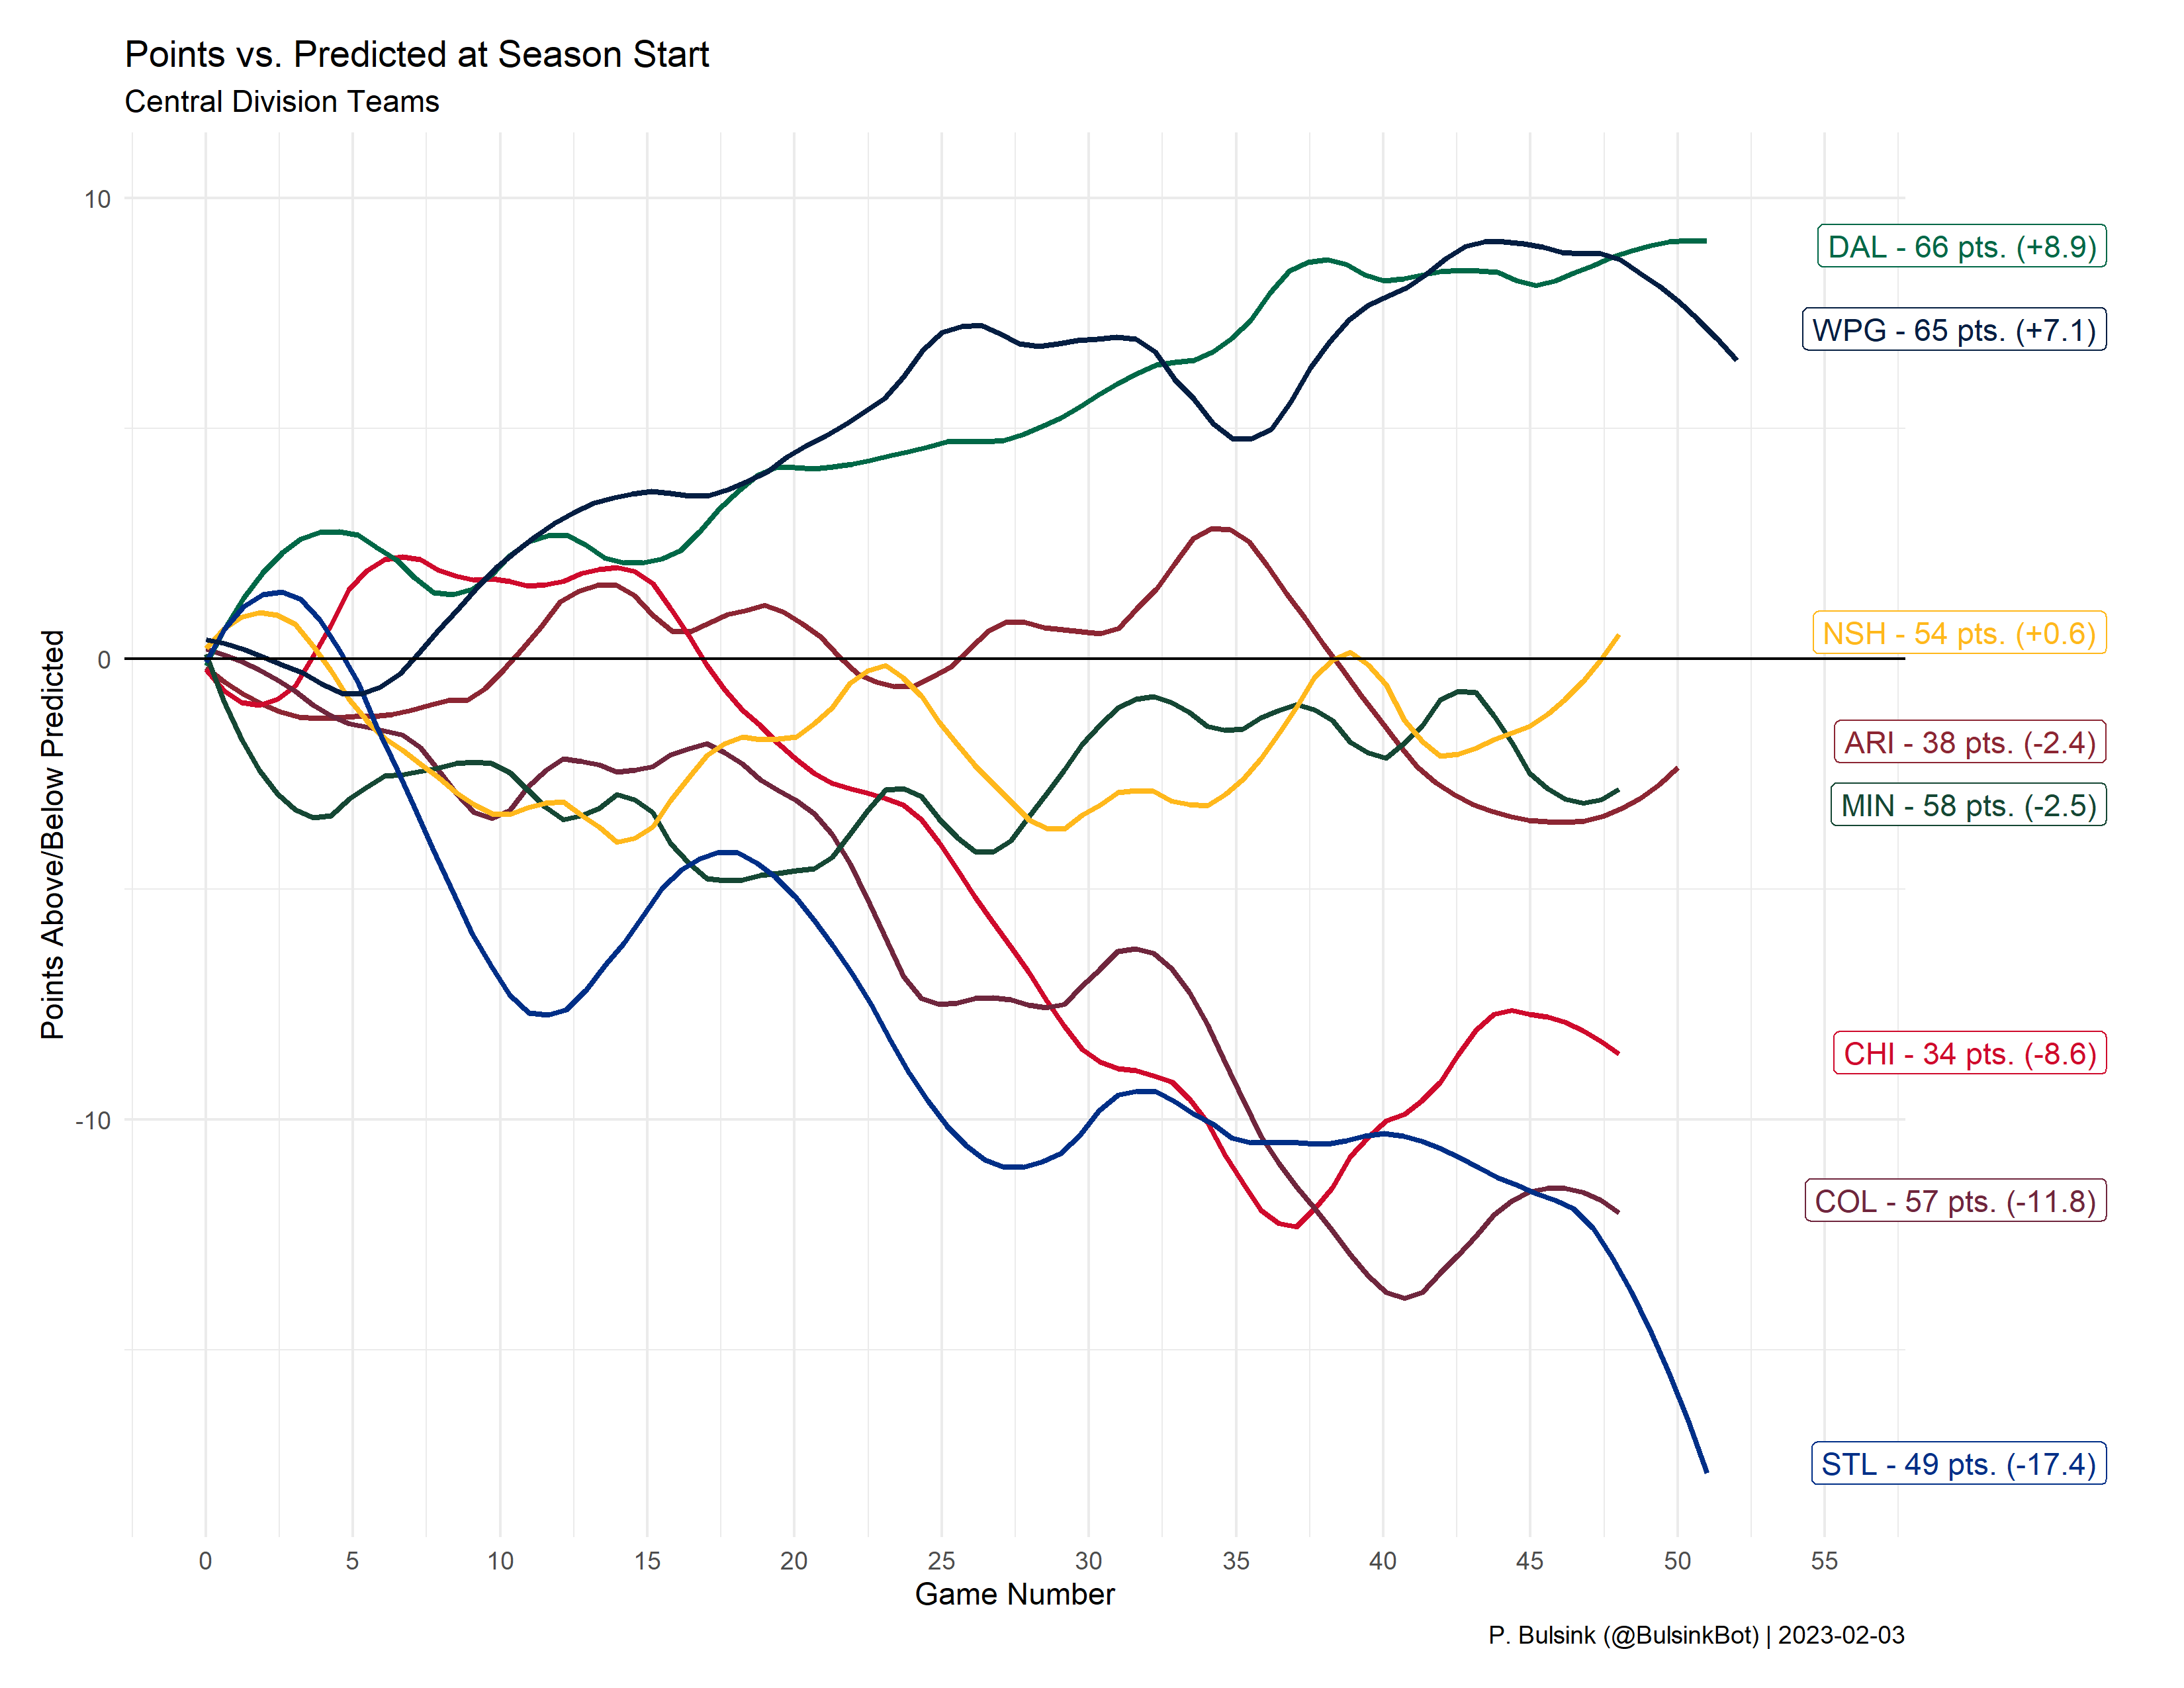 Points vs. Predicted at Season Start
Central Division Teams
Points Above/Below Predicted
10
0
-10
DAL - 66 pts. (+8.9)
WPG - 65 pts. (+7.1)
NSH - 54 pts. (+0.6)
ARI - 38 pts. (-2.4)
MIN - 58 pts. (-2.5)
CHI - 34 pts. (-8.6)
COL - 57 pts. (-11.8)
STL - 49 pts. (-17.4)
0 5 10 15 20 25 30 35 40 45 50 55
Game Number
P. Bulsink (@BulsinkBot) | 2023-02-03